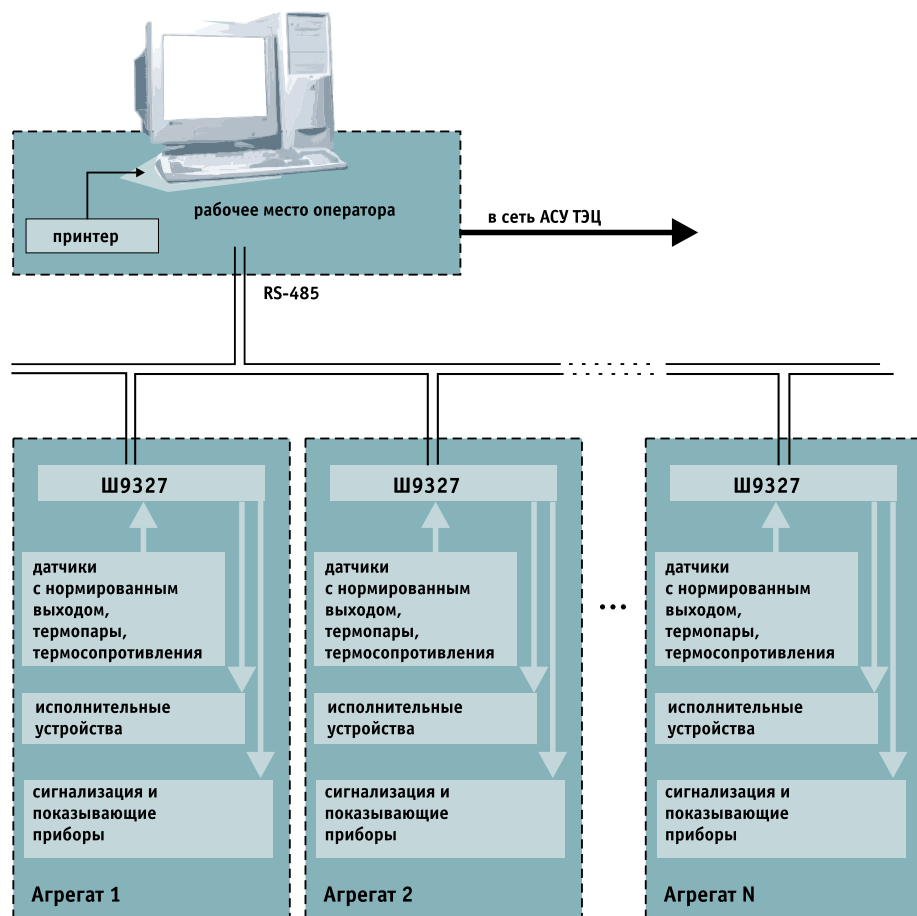 рабочее место оператора
принтер
в сеть АСУ ТЭЦ
RS-485
Ш9327
датчики
с нормированным
выходом,
термопары,
термосопротивления
исполнительные
устройства
сигнализация и
показывающие
приборы
Агрегат 1
Ш9327
датчики
с нормированным
выходом,
термопары,
термосопротивления
исполнительные
устройства
сигнализация и
показывающие
приборы
Агрегат 2
...
Ш9327
датчики
с нормированным
выходом,
термопары,
термосопротивления
исполнительные
устройства
сигнализация и
показывающие
приборы
Агрегат N